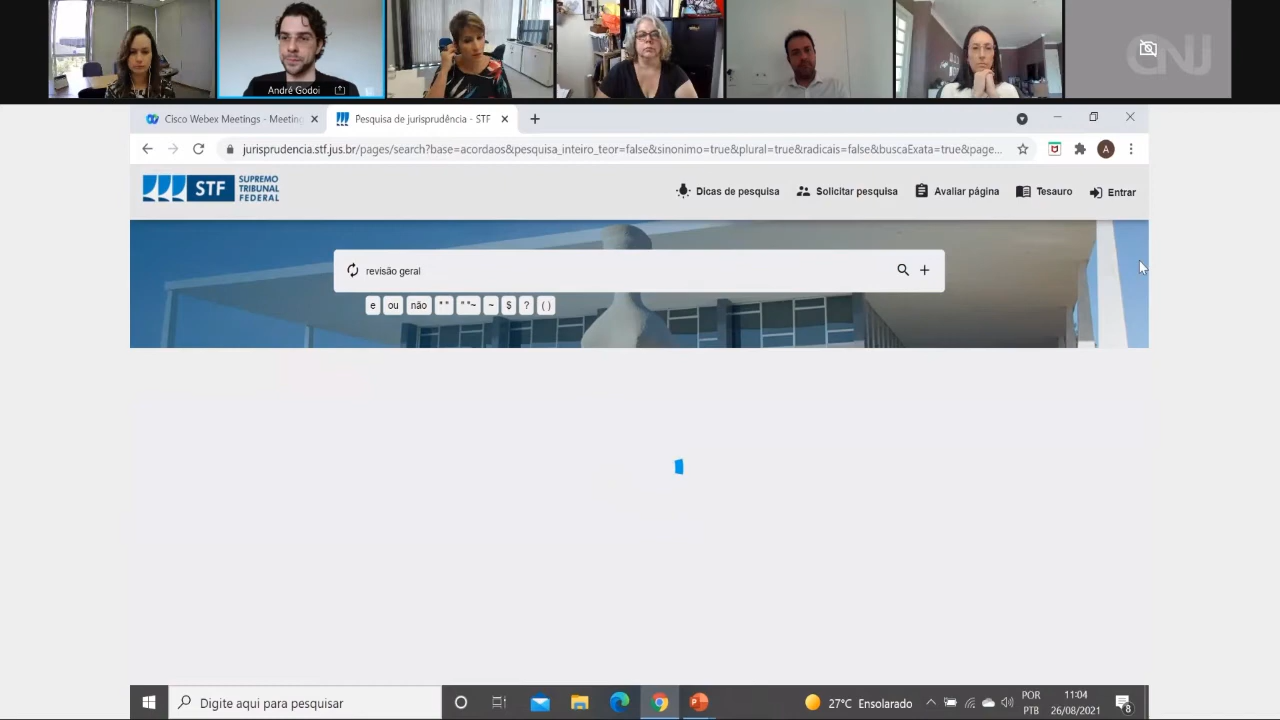 André Godoi
CNJ
Cisco Webex Meetings - Meeting
Pesquisa de jurisprudência - STF
jurisprudencia.stf.jus.br/pages/search?base=acordaos&pesquisa_inteiro_teor=false&sinonimo=true&plural=true&radicais=false&buscaExata=true&page...
A
STF
SUPREMO
TRIBUNAL
FEDERAL
Dicas de pesquisa
Solicitar pesquisa
Avaliar página
Tesauro
Entrar
revisão geral
e ou não " " " "~ ~ $ ? ( )
Digite aqui para pesquisar
27°C Ensolarado
POR
PTB
11:04
26/08/2021
8